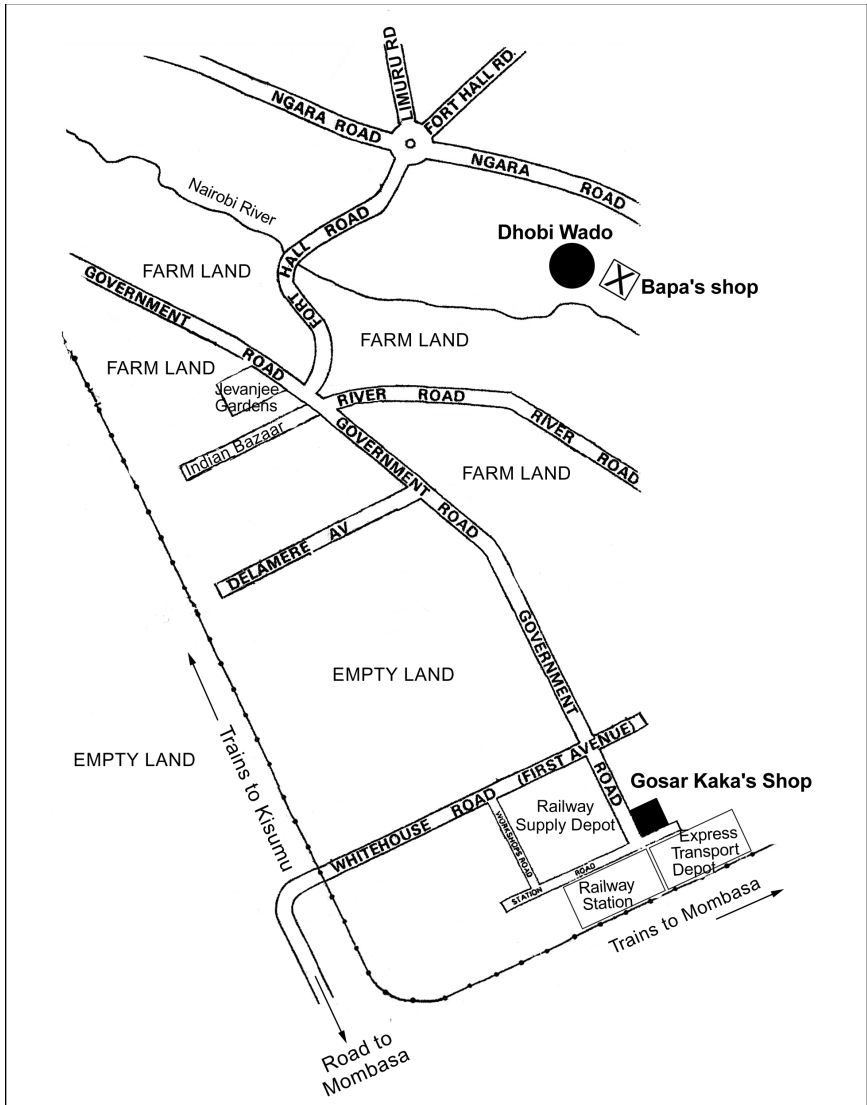 LIMURU RD
FORT HALL RD.
NGARA ROAD
NGARA ROAD
Nairobi River
FORT HALL ROAD
Dhobi Wado
Bapa's shop
FARM LAND
GOVERNMENT ROAD
FARM LAND
FARM LAND
Jevanjee
Gardens
RIVER ROAD
RIVER ROAD
Indian Bazaar
GOVERNMENT ROAD
FARM LAND
DELAMERE AV
GOVERNMENT ROAD
EMPTY LAND
EMPTY LAND
Trains to Kisumu
WHITEHOUSE ROAD (FIRST AVENUE)
Gosar Kaka's Shop
Railway
Supply Depot
WORKSHOPS ROAD
STATION ROAD
Express
Transport
Depot
Railway
Station
Trains to Mombasa
Road to
Mombasa